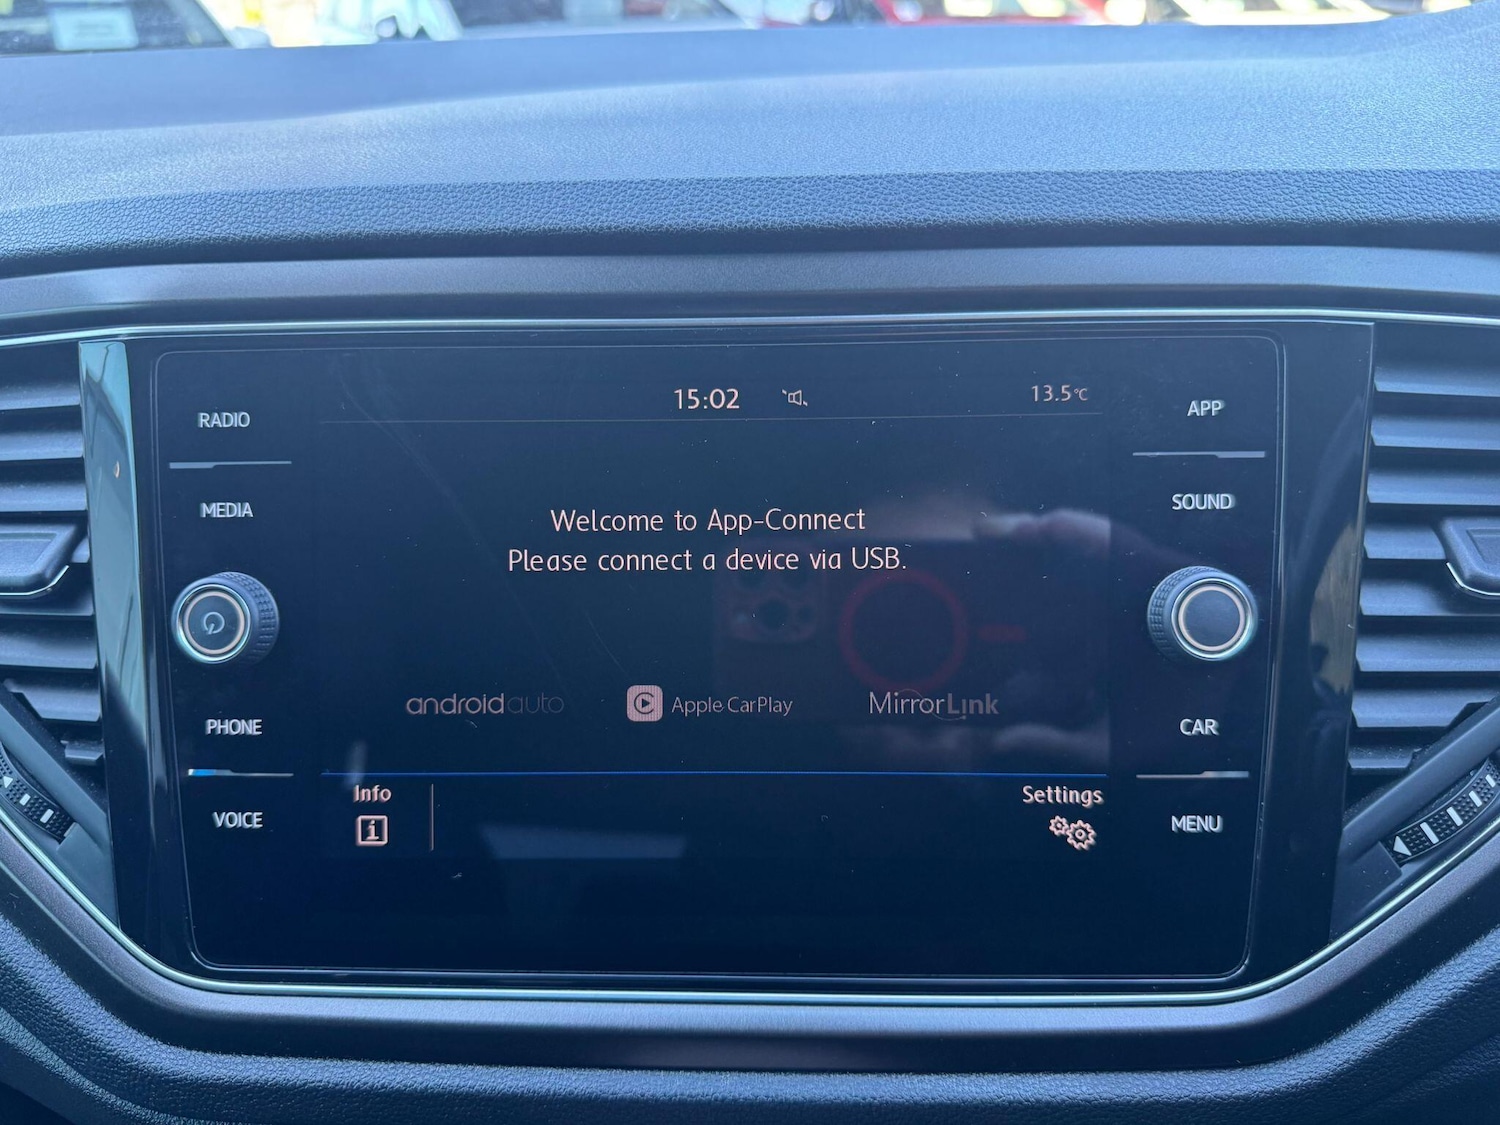 15:02
13.5°C
RADIO
MEDIA
PHONE
VOICE
Welcome to App-Connect
Please connect a device via USB.
androidauto
Apple CarPlay
MirrorLink
Info
i
Settings
APP
SOUND
CAR
MENU